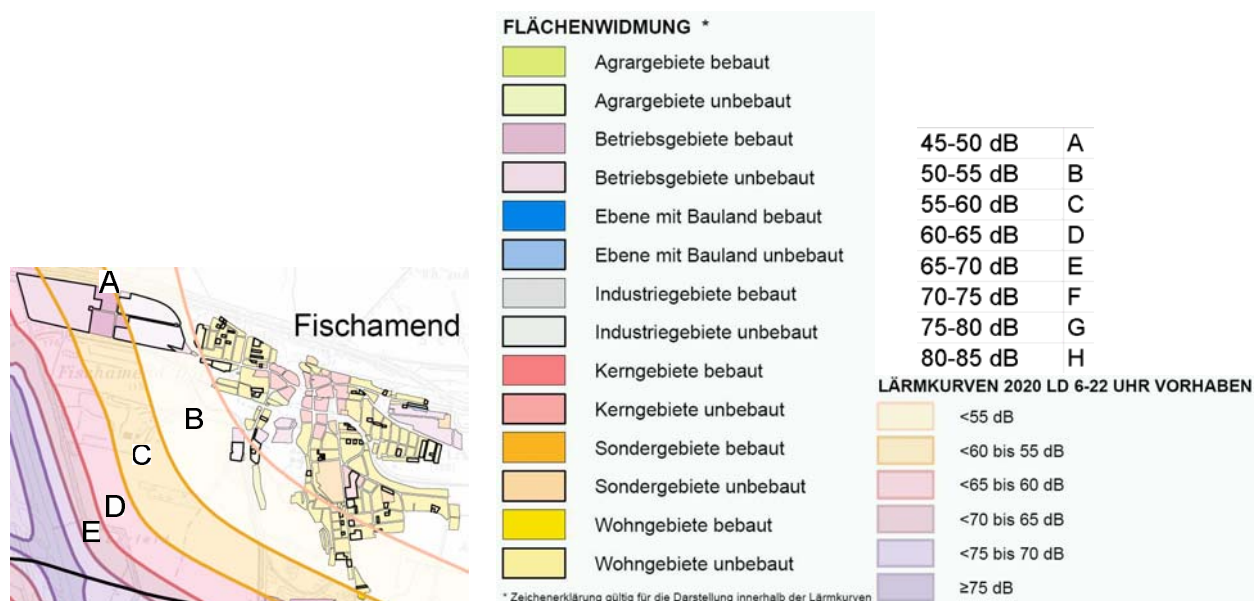 A
Fischamend
B
C
D
E
FLÄCHENWIDMUNG *
Agrargebiete bebaut
Agrargebiete unbebaut
Betriebsgebiete bebaut
Betriebsgebiete unbebaut
Ebene mit Bauland bebaut
Ebene mit Bauland unbebaut
Industriegebiete bebaut
Industriegebiete unbebaut
Kerngebiete bebaut
Kerngebiete unbebaut
Sondergebiete bebaut
Sondergebiete unbebaut
Wohngebiete bebaut
Wohngebiete unbebaut
* Zeichenerklärung gültig für die Darstellung innerhalb der Lärmkurven
45-50 dB A
50-55 dB B
55-60 dB C
60-65 dB D
65-70 dB E
70-75 dB F
75-80 dB G
80-85 dB H
LÄRMKURVEN 2020 LD 6-22 UHR VORHABEN
<55 dB
<60 bis 55 dB
<65 bis 60 dB
<70 bis 65 dB
<75 bis 70 dB
≥75 dB